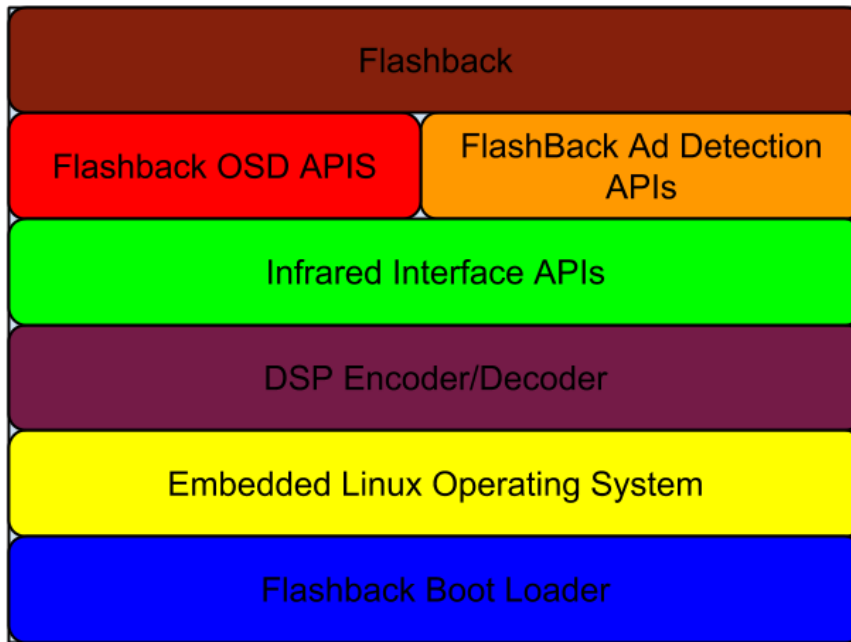 Flashback
Flashback OSD APIS
FlashBack Ad Detection
APIs
Infrared Interface APIs
DSP Encoder/Decoder
Embedded Linux Operating System
Flashback Boot Loader